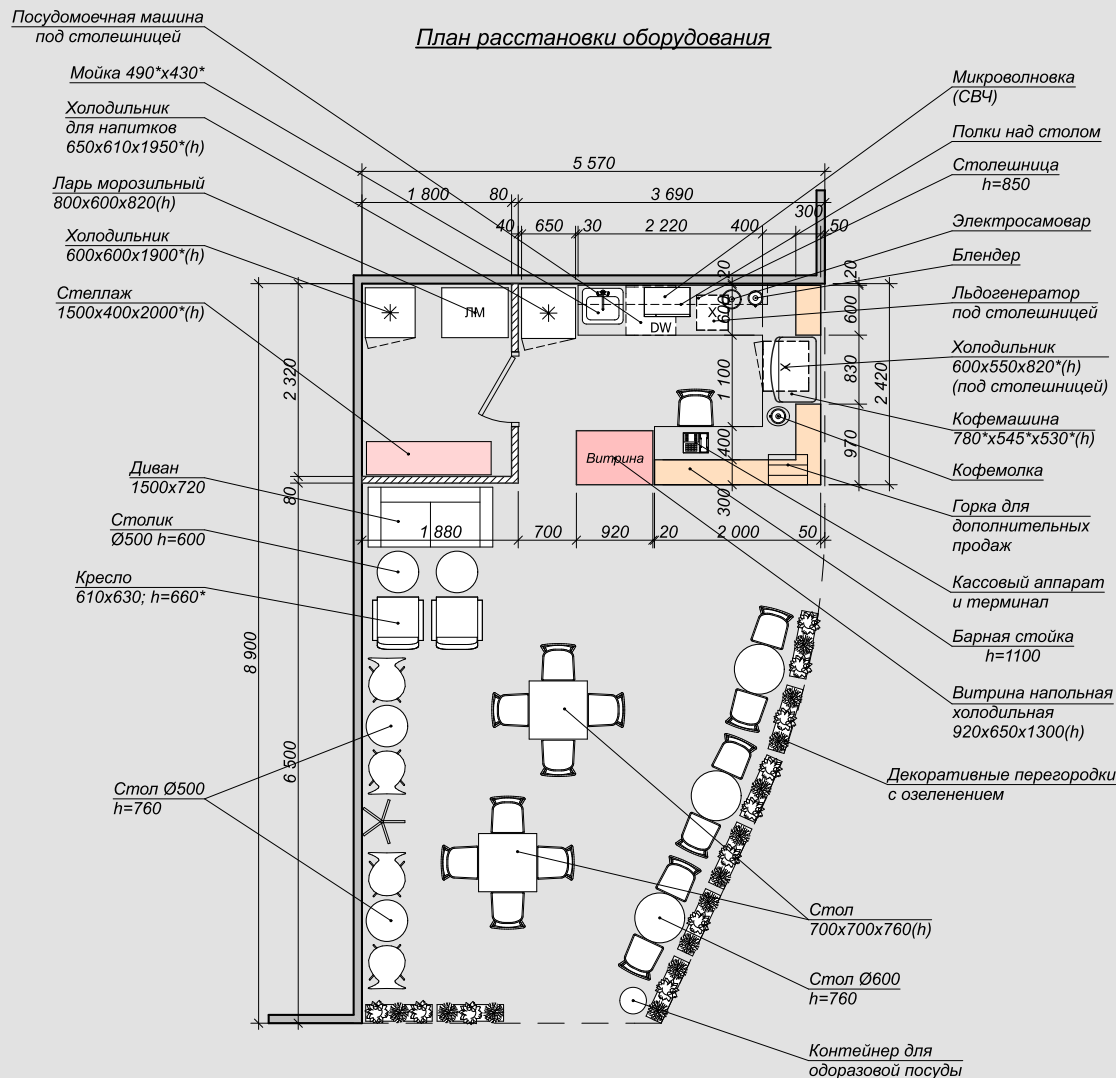 План расстановки оборудования
Посудомоечная машина
под столешницей
Мойка 490*х430*
Холодильник
для напитков
650х610х1950*(h)
Ларь морозильный
800х600х820(h)
Холодильник
600х600х1900*(h)
Стеллаж
1500х400х2000*(h)
Диван
1500х720
Столик
Ø500 h=600
Кресло
610х630; h=660*
Стол Ø500
h=760
Микроволновка
(СВЧ)
Полки над столом
Столешница
h=850
Электросамовар
Блендер
Льдогенератор
под столешницей
Холодильник
600х550х820*(h)
(под столешницей)
Кофемашина
780*х545*х530*(h)
Кофемолка
Горка для
дополнительных
продаж
Кассовый аппарат
и терминал
Барная стойка
h=1100
Витрина напольная
холодильная
920х650х1300(h)
Декоративные перегородки
с озеленением
Стол
700х700х760(h)
Стол Ø600
h=760
Контейнер для
одоразовой посуды
5 570
1 800 80 3 690
300
40 650 30 2 220 400 50
20 20
600 600
ЛМ
DW
X
2 320
1 100
830
2 420
400
970
300
Витрина
80
1 880 700 920 20 2 000 50
8 900
6 500